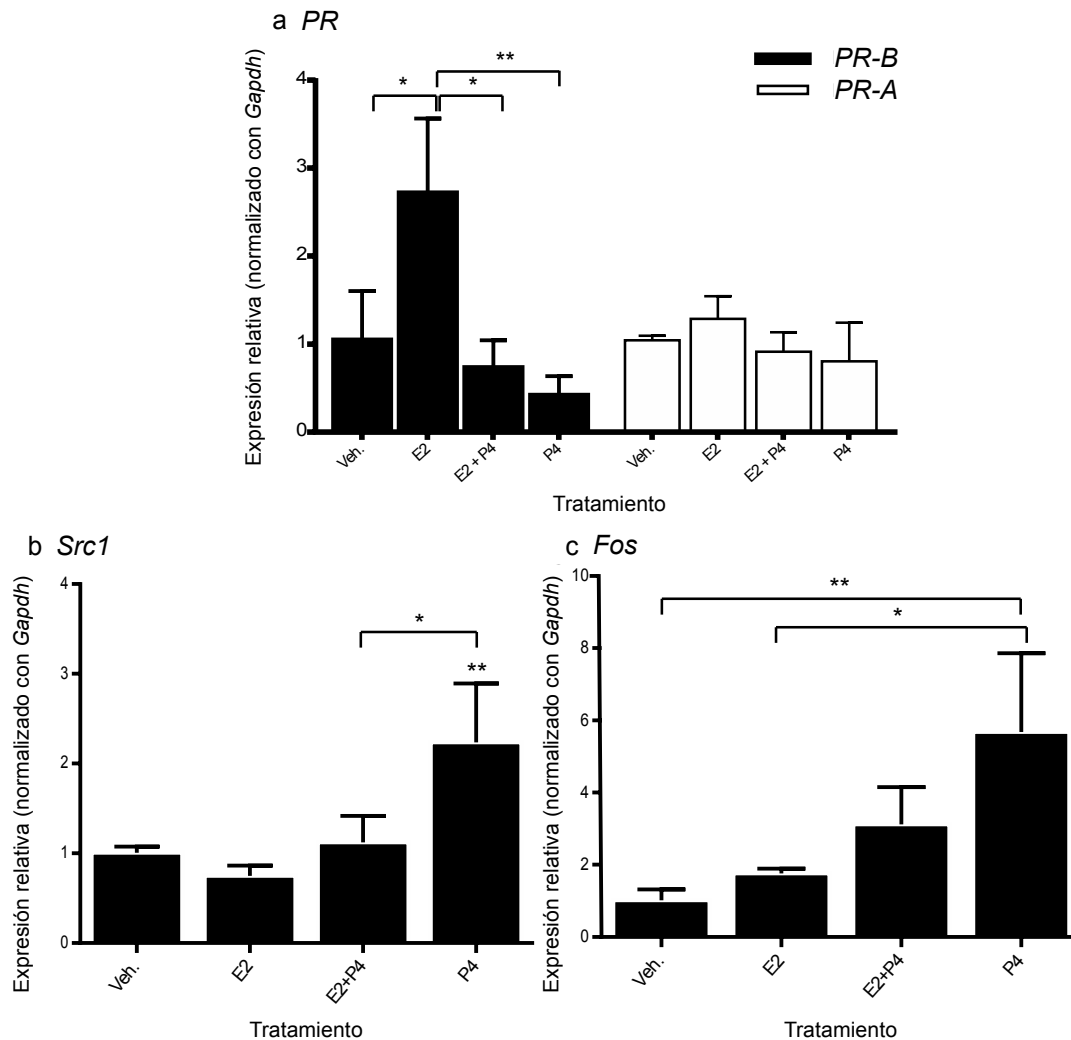 a PR
PR-B
PR-A
**
*
*
4
3
2
1
0
Expresión relativa (normalizado con Gapdh)
Veh.
E2
E2 + P4
P4
Veh.
E2
E2 + P4
P4
Tratamiento
b Src1
*
**
4
3
2
1
0
Expresión relativa (normalizado con Gapdh)
Veh.
E2
E2+P4
P4
Tratamiento
c Fos
**
*
10
8
6
4
2
0
Expresión relativa (normalizado con Gapdh)
Veh.
E2
E2+P4
P4
Tratamiento